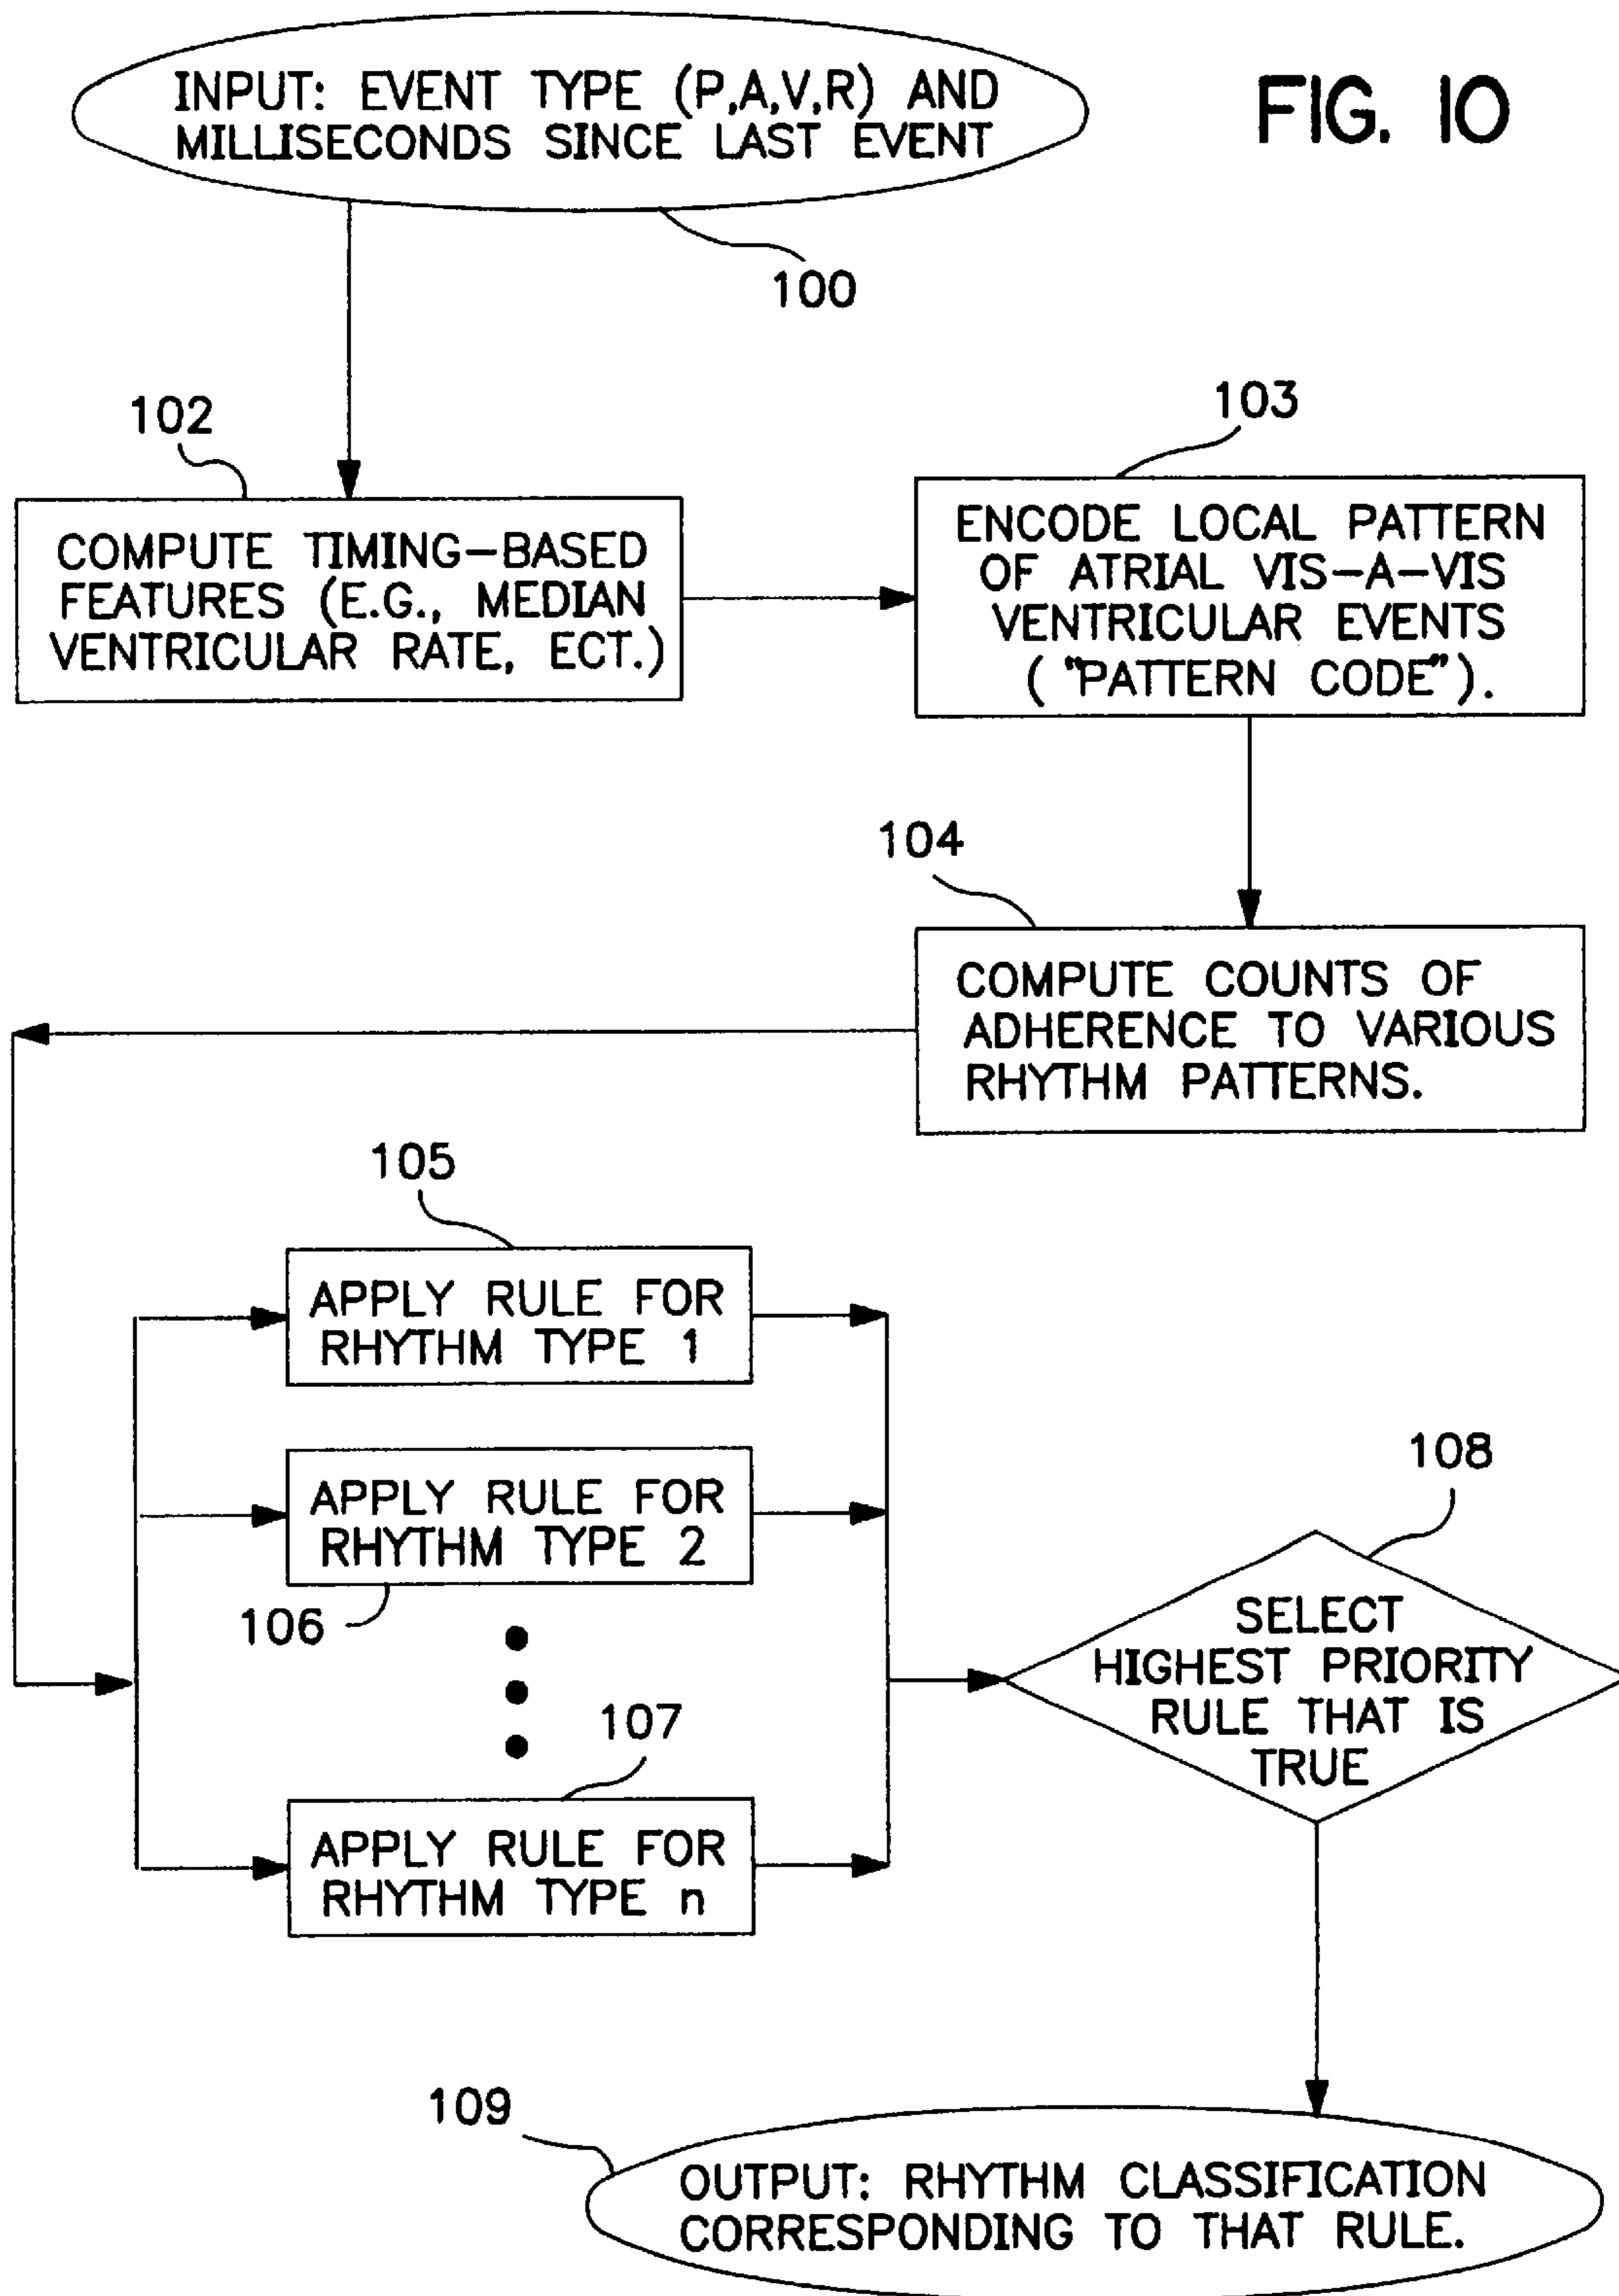 INPUT: EVENT TYPE (P,A,V,R) AND
MILLISECONDS SINCE LAST EVENT
FIG. 10
100
102
COMPUTE TIMING-BASED
FEATURES (E.G., MEDIAN
VENTRICULAR RATE, ECT.)
103
ENCODE LOCAL PATTERN
OF ATRIAL VIS-A-VIS
VENTRICULAR EVENTS
("PATTERN CODE").
104
COMPUTE COUNTS OF
ADHERENCE TO VARIOUS
RHYTHM PATTERNS.
105
APPLY RULE FOR
RHYTHM TYPE 1
APPLY RULE FOR
RHYTHM TYPE 2
106
107
APPLY RULE FOR
RHYTHM TYPE n
108
SELECT
HIGHEST PRIORITY
RULE THAT IS
TRUE
109
OUTPUT: RHYTHM CLASSIFICATION
CORRESPONDING TO THAT RULE.